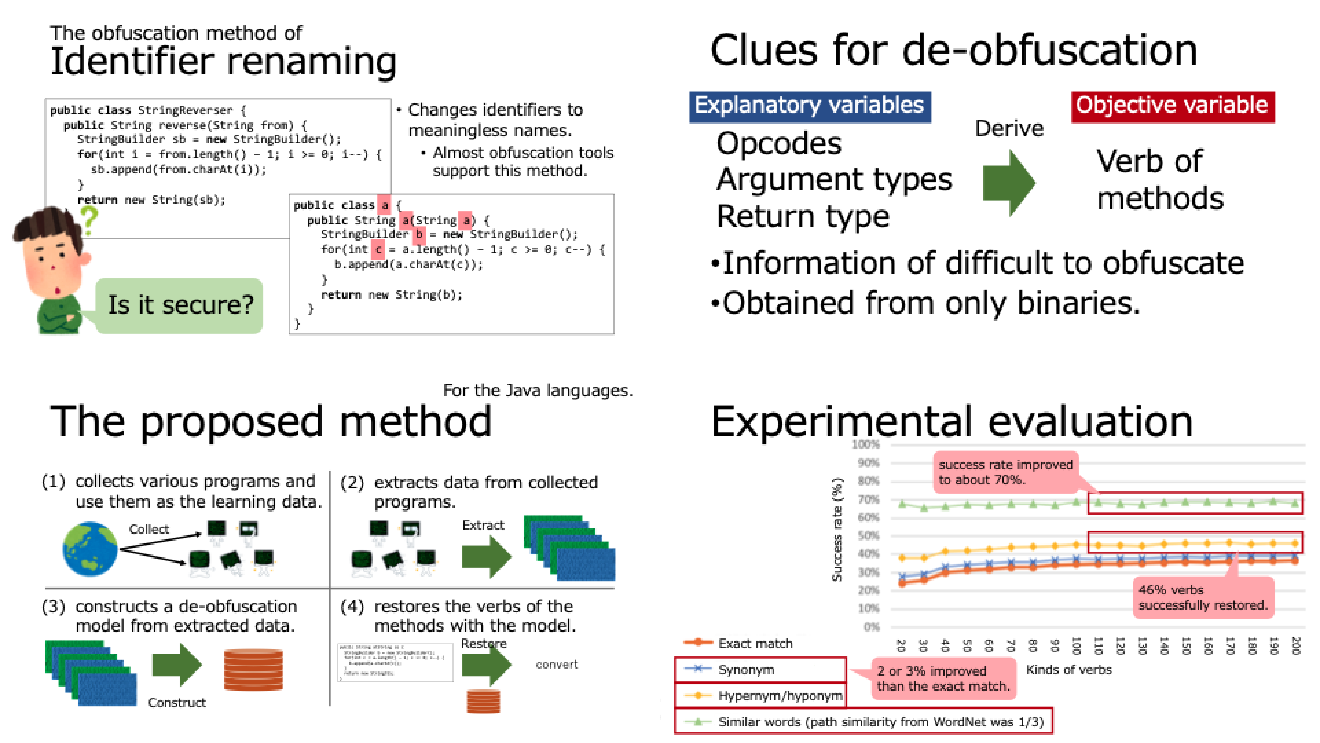 The obfuscation method of
Identifier renaming
public class StringReverser {
public String reverse(String from) {
StringBuilder sb = new StringBuilder();
for(int i = from.length() - 1; i >= 0; i--) {
sb.append(from.charAt(i));
}
return new String(sb);
• Changes identifiers to
meaningless names.
• Almost obfuscation tools
support this method.
public class a {
public String a(String a) {
StringBuilder b = new StringBuilder();
for(int c = a.length() - 1; c >= 0; c--) {
b.append(a.charAt(c));
}
return new String(b);
}
}
?
Is it secure?
Clues for de-obfuscation
Explanatory variables
Objective variable
Opcodes
Argument types
Return type
Derive
Verb of
methods
•Information of difficult to obfuscate
•Obtained from only binaries.
For the Java languages.
The proposed method
(1) collects various programs and
use them as the learning data.
Collect
(2) extracts data from collected
programs.
Extract
(3) constructs a de-obfuscation
model from extracted data.
Construct
(4) restores the verbs of the
methods with the model.
Restore
convert
Experimental evaluation
Success rate (%)
100%
90%
80%
70%
60%
50%
40%
30%
20%
10%
0%
success rate improved
to about 70%.
46% verbs
successfully restored.
20 30 40 50 60 70 80 90 100 110 120 130 140 150 160 170 180 190 200
Kinds of verbs
Exact match
Synonym
Hypernym/hyponym
Similar words (path similarity from WordNet was 1/3)
2 or 3% improved
than the exact match.